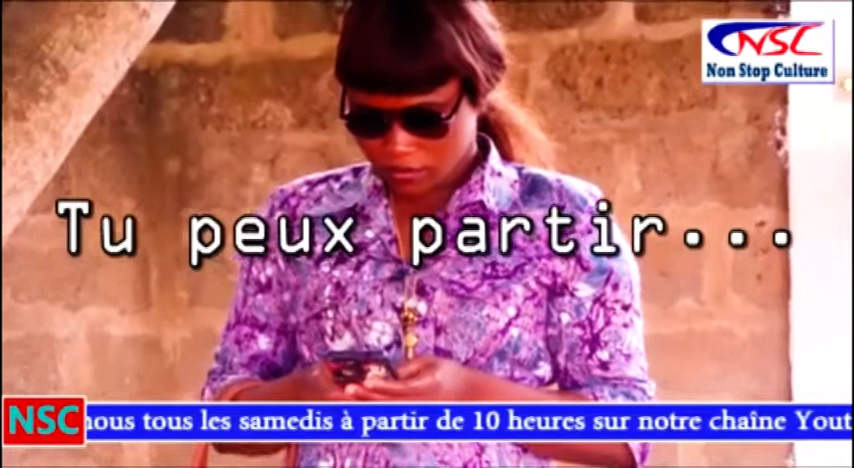 NSC
Non Stop Culture
Tu peux partir...
NSC
nous tous les samedis à partir de 10 heures sur notre chaîne Yout